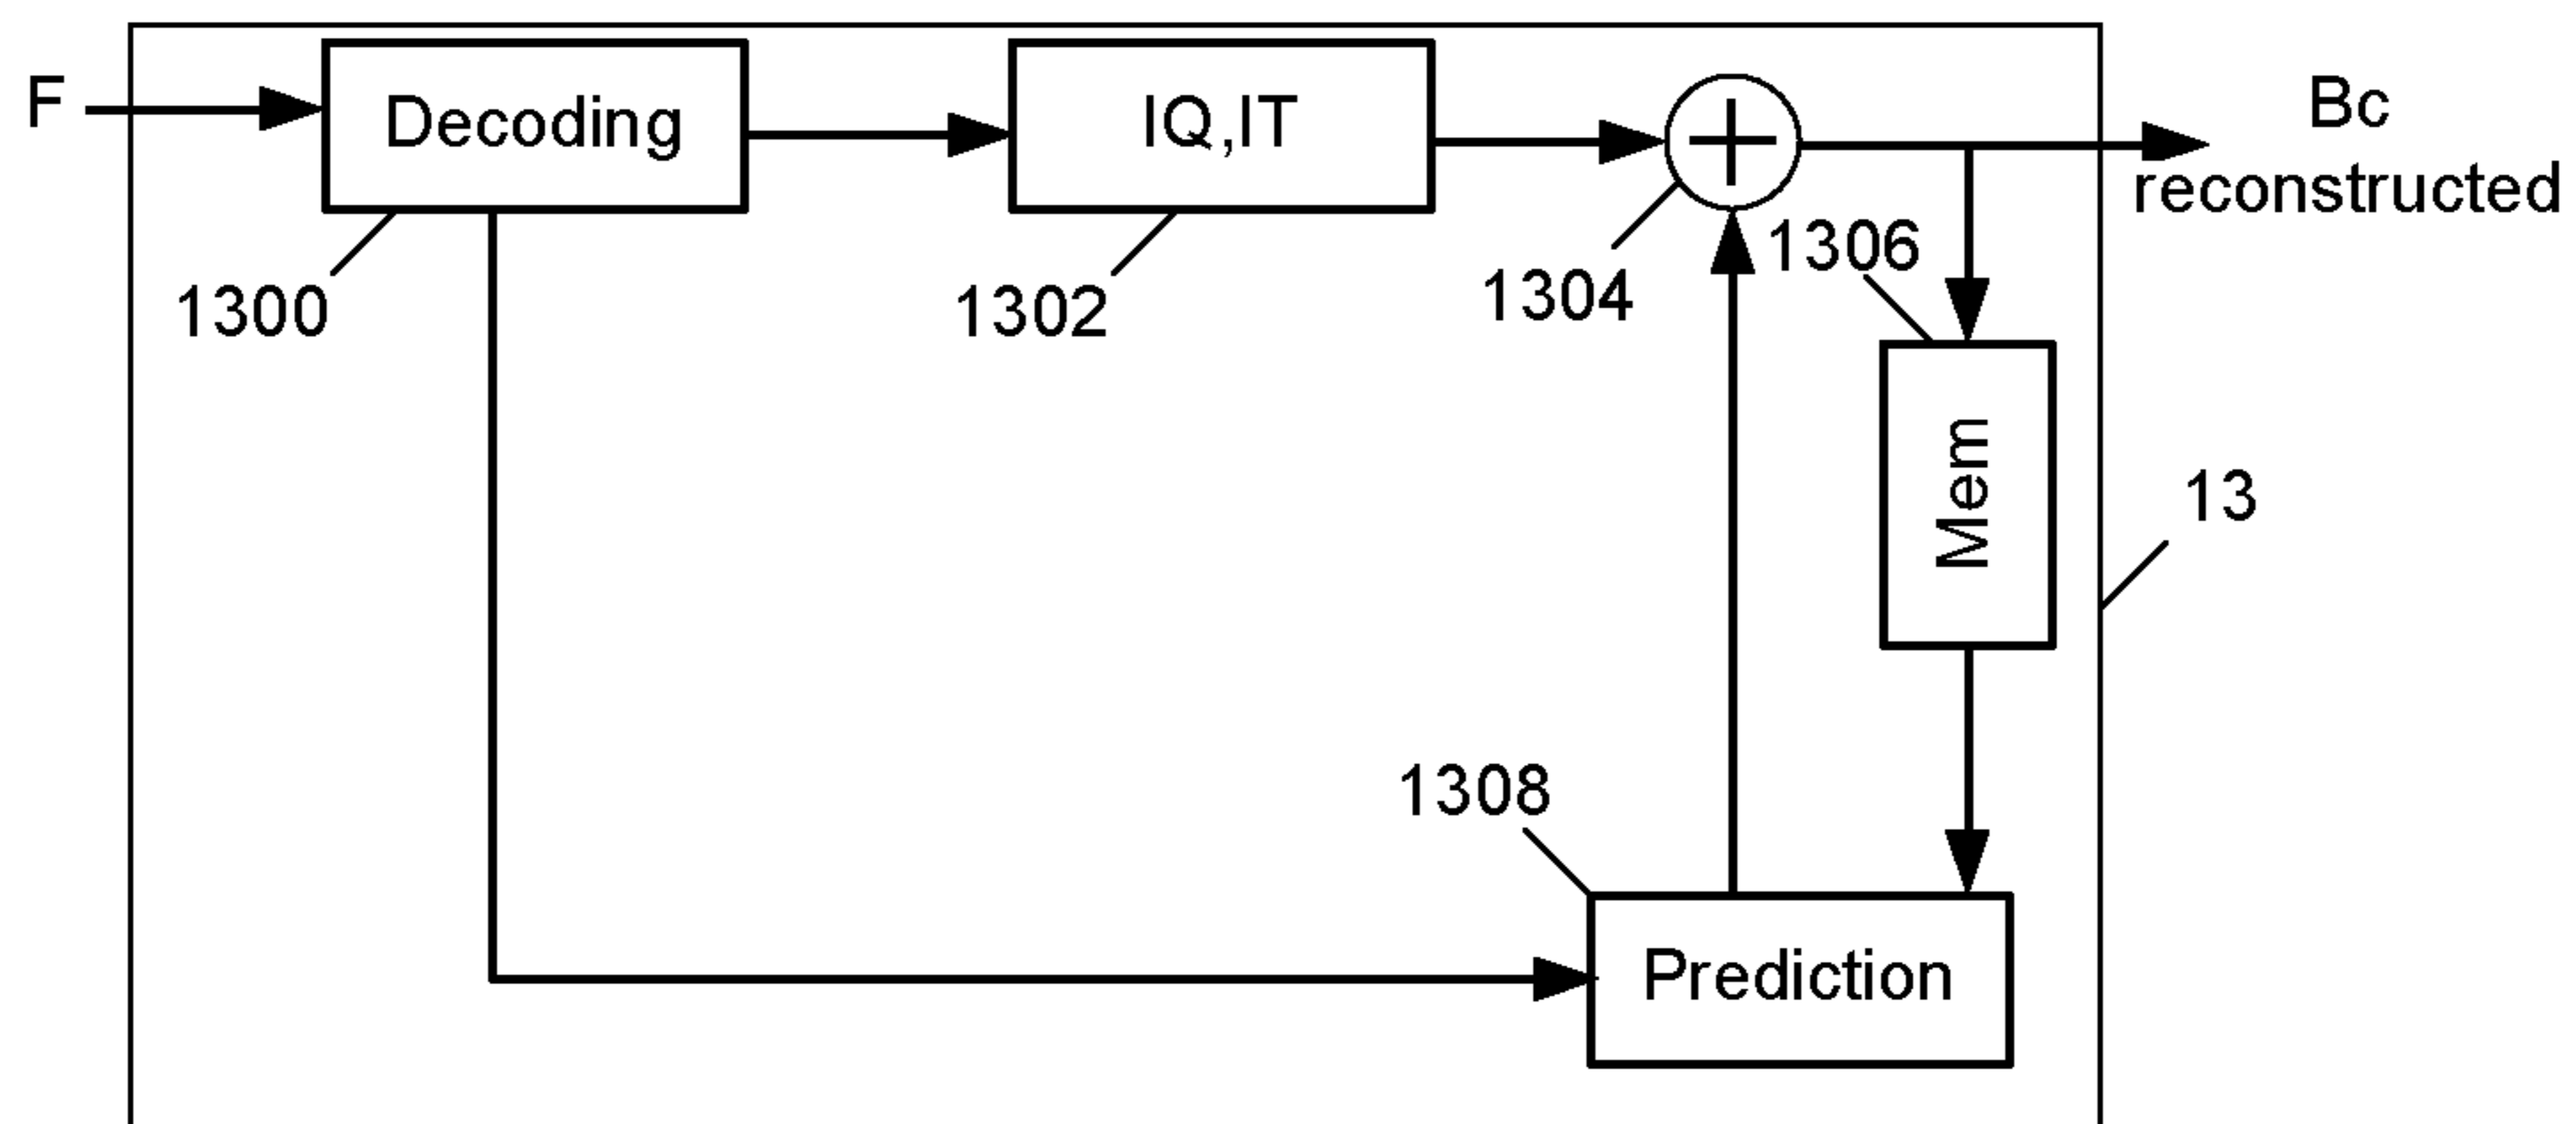 F
Decoding
IQ,IT
Bc
reconstructed
1300
1302
1304
1306
Mem
13
1308
Prediction